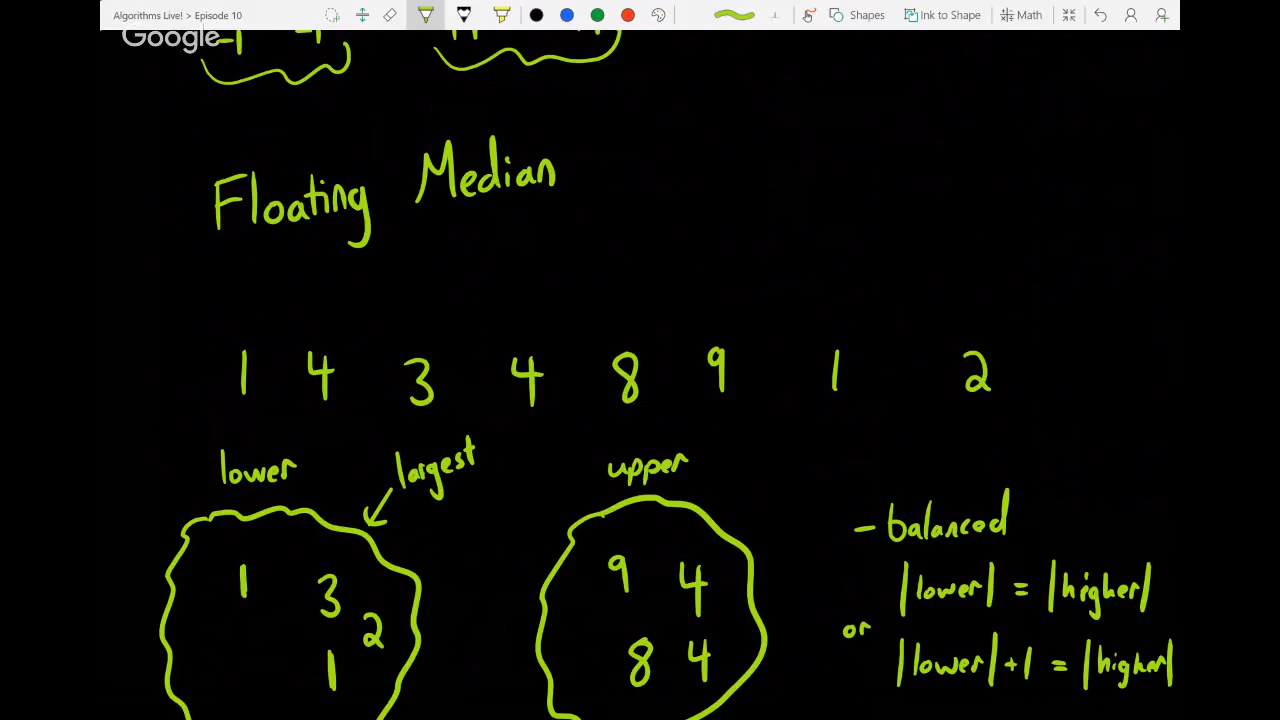 Algorithms Live! > Episode 10
Shapes
Ink to Shape
Math
Google
-1 -1
Floating Median
1 4 3 4 8 9 1 2
lower largest upper
- balanced
1 3 9 4
|lower| = |higher|
2
or
1 8 4
|lower| + 1 = |higher|